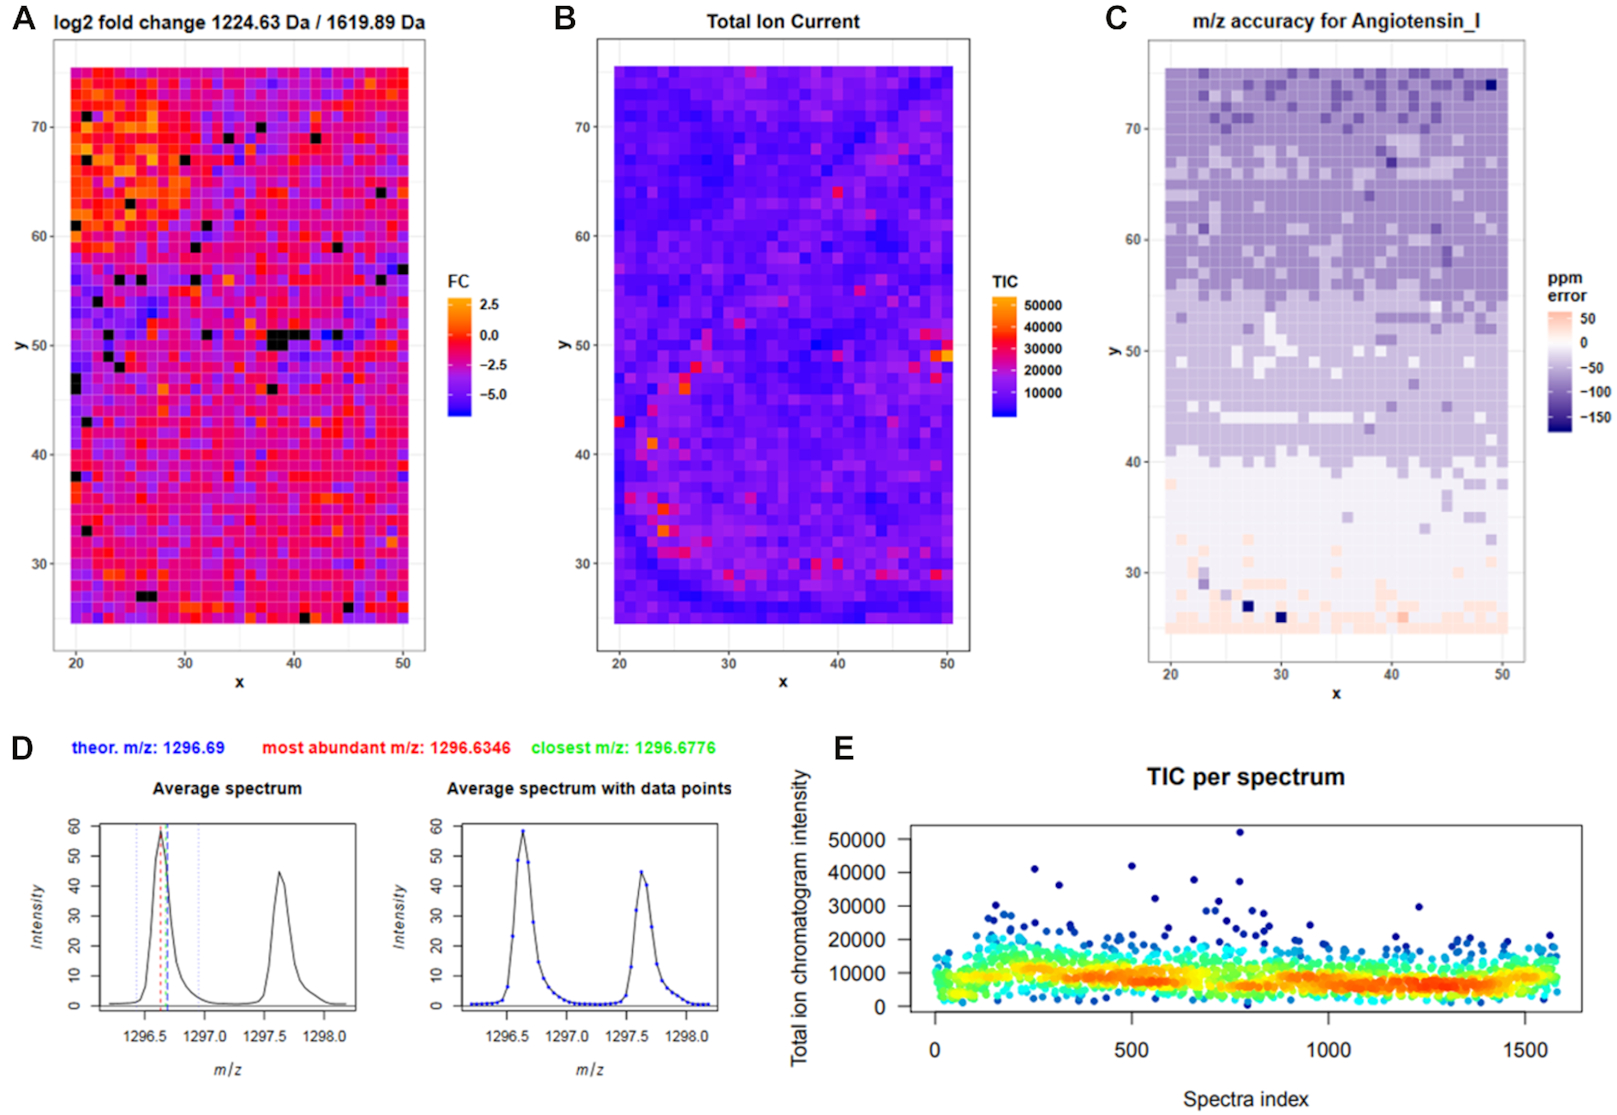 A
log2 fold change 1224.63 Da / 1619.89 Da
70
60
50
40
30
y
20
30
40
50
x
FC
2.5
0.0
−2.5
−5.0
B
Total Ion Current
70
60
50
40
30
y
20
30
40
50
x
TIC
50000
40000
30000
20000
10000
C
m/z accuracy for Angiotensin_I
70
60
50
40
30
y
20
30
40
50
x
ppm
error
50
0
−50
−100
−150
D
theor. m/z: 1296.69
most abundant m/z: 1296.6346
closest m/z: 1296.6776
Average spectrum
60
50
40
30
20
10
0
Intensity
1296.5
1297.0
1297.5
1298.0
m/z
Average spectrum with data points
60
50
40
30
20
10
0
Intensity
1296.5
1297.0
1297.5
1298.0
m/z
E
TIC per spectrum
Total ion chromatogram intensity
50000
40000
30000
20000
10000
0
0
500
1000
1500
Spectra index